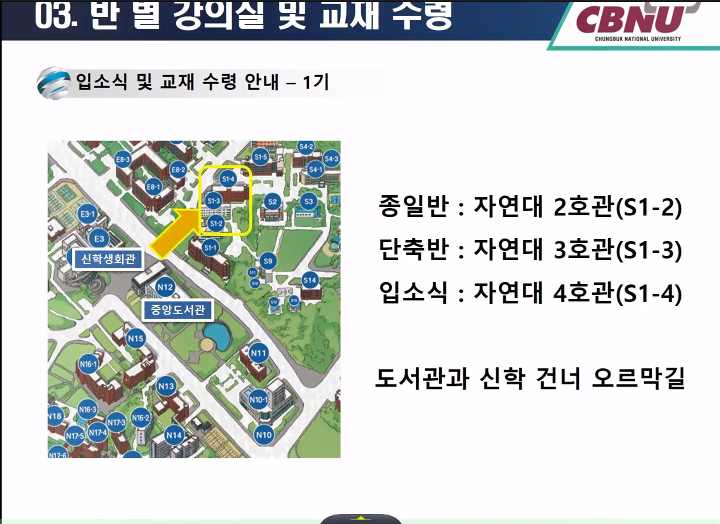 03. 반 별 강의실 및 교재 수령
CBNU
CHUNGBUK NATIONAL UNIVERSITY
입소식 및 교재 수령 안내 – 1기
종일반 : 자연대 2호관(S1-2)
단축반 : 자연대 3호관(S1-3)
입소식 : 자연대 4호관(S1-4)
도서관과 신학 건너 오르막길
E8-3
E8-2
E8-1
S1-5
S4-2
S4-3
S4-1
S1-4
S1-3
S1-2
S2
S3
E3-1
E3
S1-1
신학생회관
S9
S14
N12
중앙도서관
N15
N11
N16-1
N13
N10-1
N16-3
N16-2
N18
N17-3
N17-4
N17-5
N14
N10
N17-6